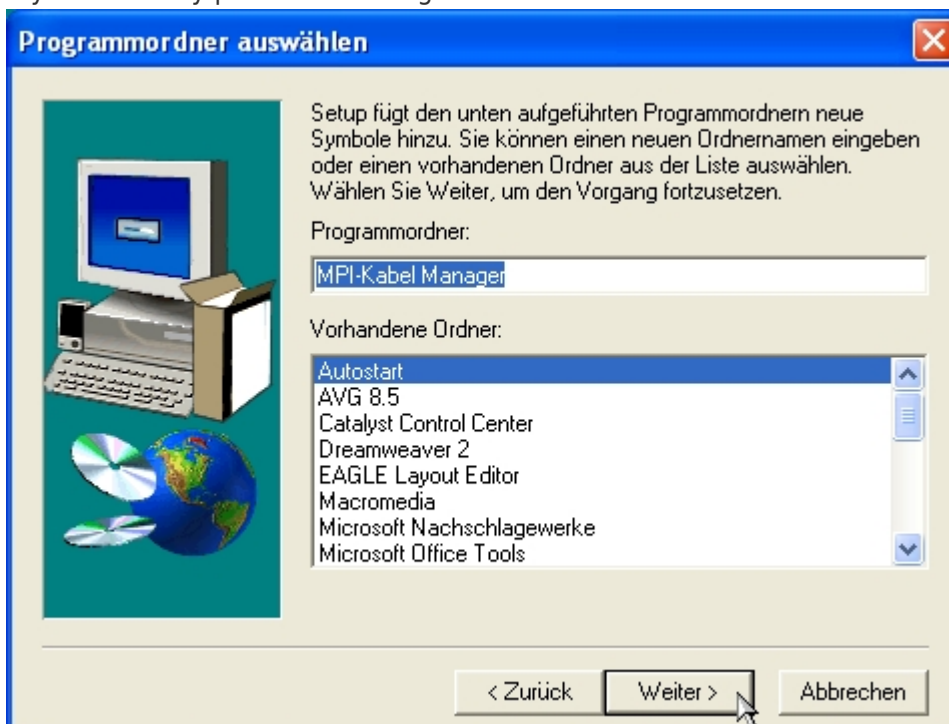 Programmordner auswählen
Setup fügt den unten aufgeführten Programmordnern neue
Symbole hinzu. Sie können einen neuen Ordnernamen eingeben
oder einen vorhandenen Ordner aus der Liste auswählen.
Wählen Sie Weiter, um den Vorgang fortzusetzen.
Programmordner:
MPI-Kabel Manager
Vorhandene Ordner:
Autostart
AVG 8.5
Catalyst Control Center
Dreamweaver 2
EAGLE Layout Editor
Macromedia
Microsoft Nachschlagewerke
Microsoft Office Tools
< Zurück
Weiter >
Abbrechen